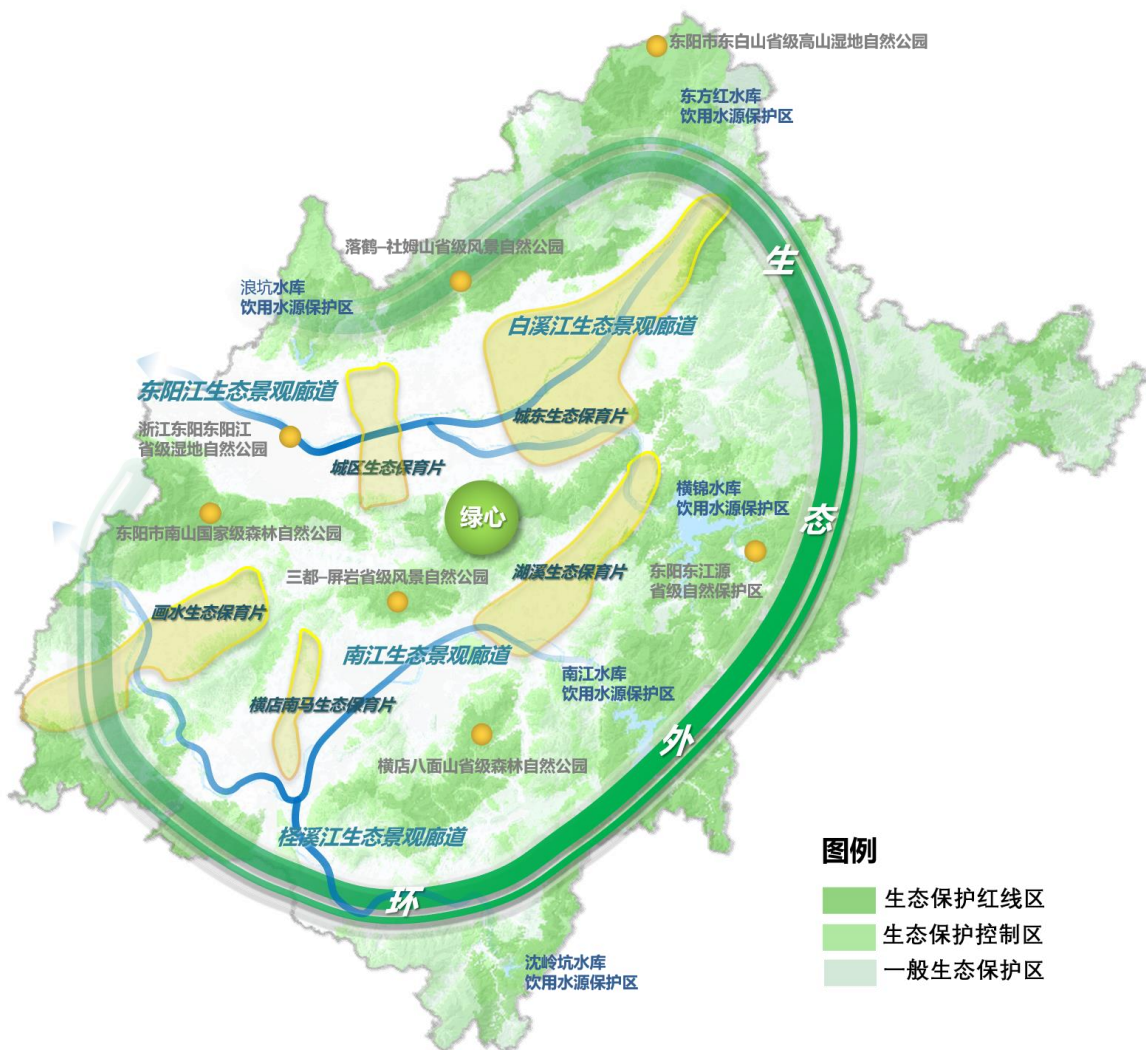 东阳市东白山省级高山湿地自然公园
东方红水库
饮用水源保护区
生
落鹤-社姆山省级风景自然公园
浪坑水库
饮用水源保护区
白溪江生态景观廊道
东阳江生态景观廊道
城东生态保育片
浙江东阳东阳江
省级湿地自然公园
城区生态保育片
横锦水库
饮用水源保护区
绿心
态
东阳市南山国家级森林自然公园
湖溪生态保育片
三都-屏岩省级风景自然公园
东阳东江源
省级自然保护区
画水生态保育片
南江生态景观廊道
南江水库
饮用水源保护区
横店南马生态保育片
外
横店八面山省级森林自然公园
柽溪江生态景观廊道
环
沈岭坑水库
饮用水源保护区
图例
生态保护红线区
生态保护控制区
一般生态保护区